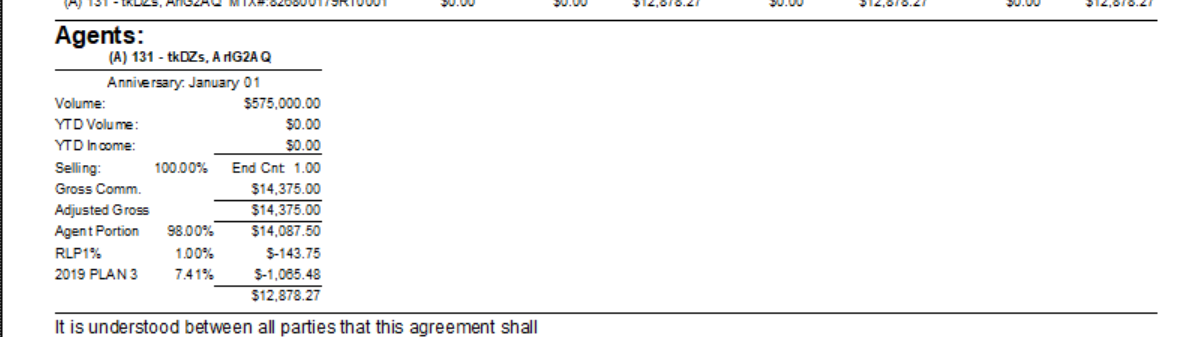 (A) 131 - tkDZs, ArlG2AQ MTX#:826800179RT0001 $0.00 $0.00 $12,878.27 $0.00 $12,878.27 $0.00 $12,878.27
Agents:
(A) 131 - tkDZs, ArlG2AQ
Anniversary: January 01
Volume: $575,000.00
YTD Volume: $0.00
YTD Income: $0.00
Selling: 100.00% End Cnt 1.00
Gross Comm. $14,375.00
Adjusted Gross $14,375.00
Agent Portion 98.00% $14,087.50
RLP1% 1.00% $-143.75
2019 PLAN 3 7.41% $-1,065.48
$12,878.27
It is understood between all parties that this agreement shall